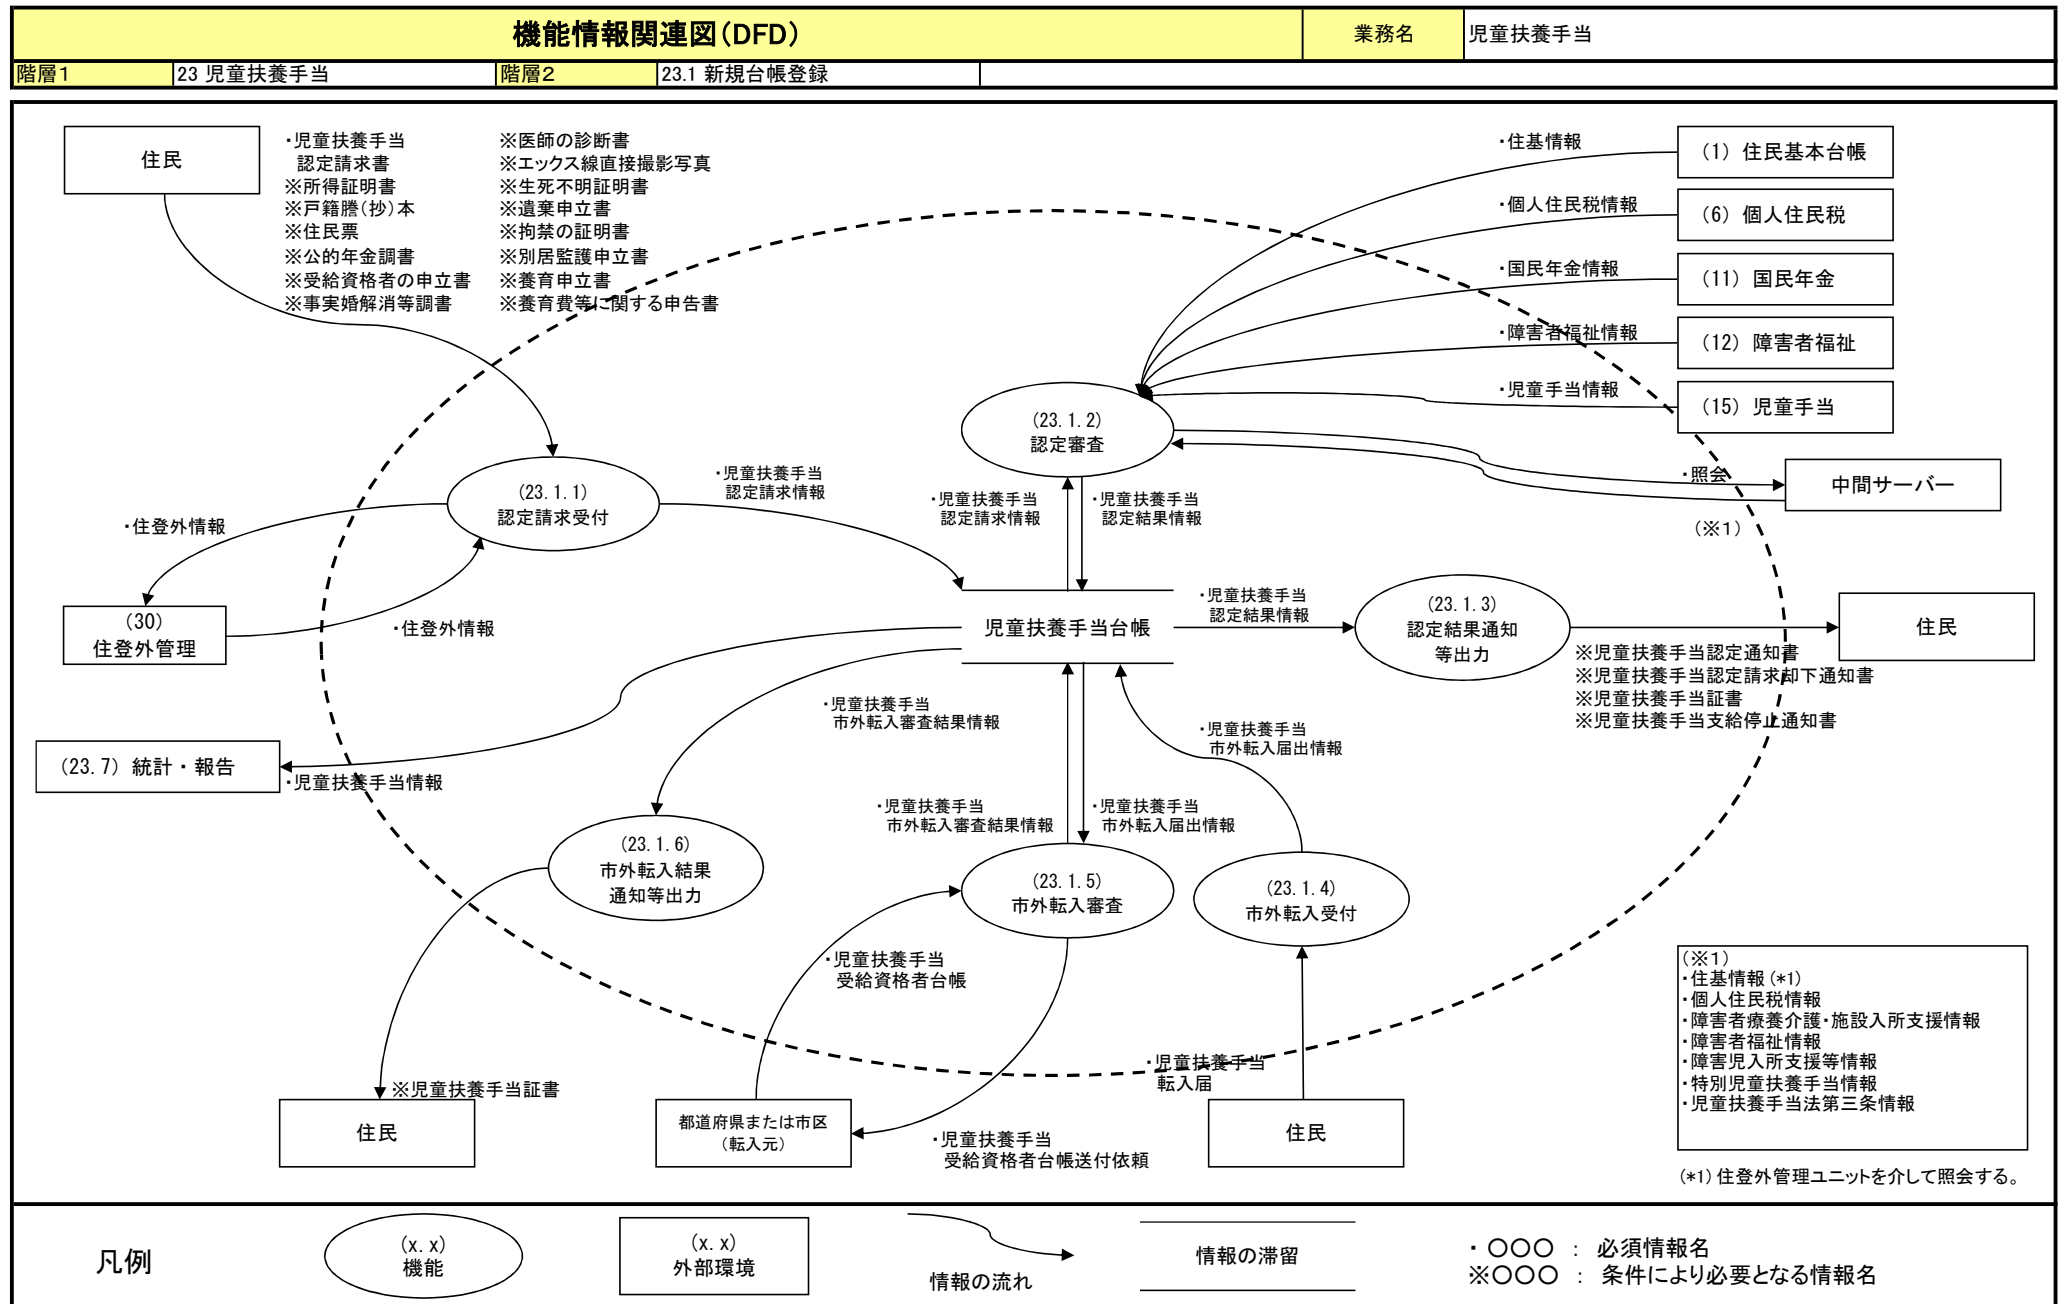 機能情報関連図(DFD)
業務名
児童扶養手当
階層1
23 児童扶養手当
階層2
23.1 新規台帳登録
住民
・児童扶養手当
認定請求書
※所得証明書
※戸籍謄(抄)本
※住民票
※公的年金調書
※受給資格者の申立書
※事実婚解消等調書
※医師の診断書
※エックス線直接撮影写真
※生死不明証明書
※遺棄申立書
※拘禁の証明書
※別居監護申立書
※養育申立書
※養育費等に関する申告書
・住基情報
(1) 住民基本台帳
・個人住民税情報
(6) 個人住民税
・国民年金情報
(11) 国民年金
・障害者福祉情報
(12) 障害者福祉
・児童手当情報
(15) 児童手当
(23.1.2)
認定審査
・照会
中間サーバー
(※1)
(23.1.1)
認定請求受付
・児童扶養手当
認定請求情報
・児童扶養手当
認定請求情報
・児童扶養手当
認定結果情報
・住登外情報
(30)
住登外管理
・住登外情報
児童扶養手当台帳
・児童扶養手当
認定結果情報
(23.1.3)
認定結果通知
等出力
住民
※児童扶養手当認定通知書
※児童扶養手当認定請求却下通知書
※児童扶養手当証書
※児童扶養手当支給停止通知書
・児童扶養手当
市外転入審査結果情報
・児童扶養手当
市外転入届出情報
(23.7) 統計・報告
・児童扶養手当情報
・児童扶養手当
市外転入審査結果情報
・児童扶養手当
市外転入届出情報
(23.1.6)
市外転入結果
通知等出力
(23.1.5)
市外転入審査
(23.1.4)
市外転入受付
・児童扶養手当
受給資格者台帳
(※1)
・住基情報(*1)
・個人住民税情報
・障害者療養介護・施設入所支援情報
・障害者福祉情報
・障害児入所支援等情報
・特別児童扶養手当情報
・児童扶養手当法第三条情報
・児童扶養手当
転入届
※児童扶養手当証書
住民
都道府県または市区
(転入元)
・児童扶養手当
受給資格者台帳送付依頼
住民
(*1)住登外管理ユニットを介して照会する。
凡例
(x.x)
機能
(x.x)
外部環境
情報の流れ
情報の滞留
・ 〇〇〇 : 必須情報名
※〇〇〇 : 条件により必要となる情報名